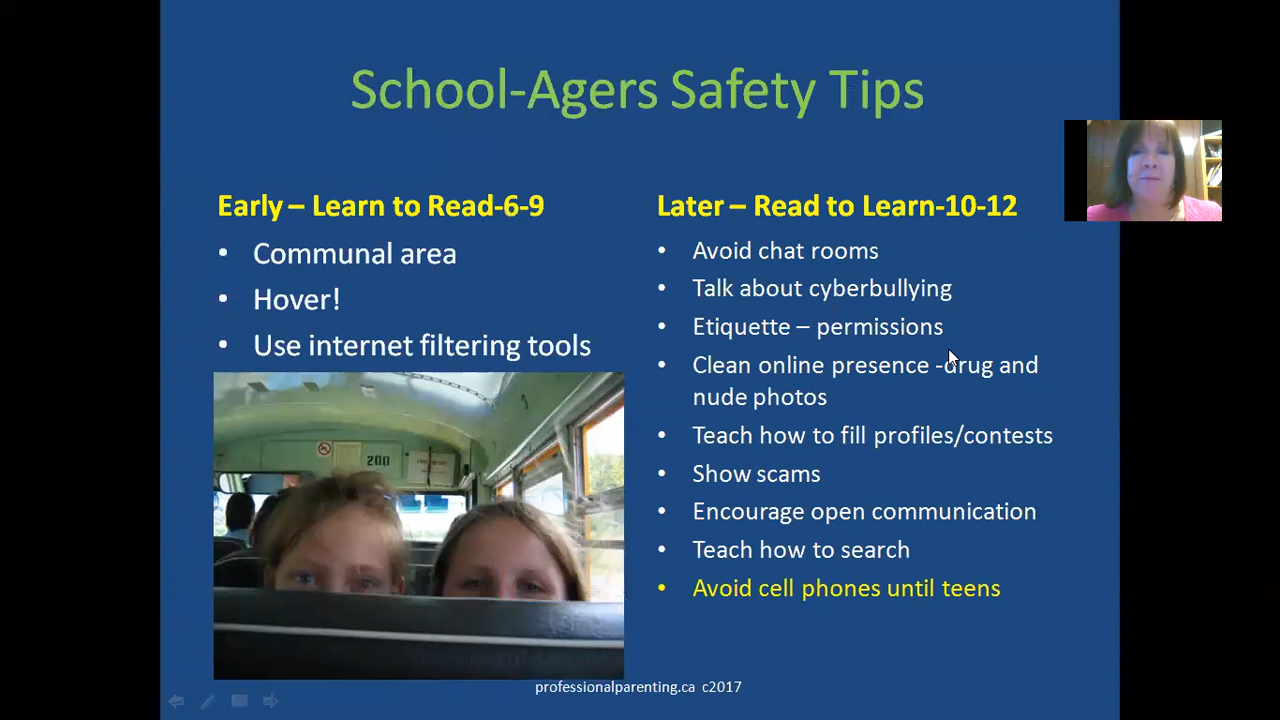 School-Agers Safety Tips
Early – Learn to Read-6-9
• Communal area
• Hover!
• Use internet filtering tools
200
Later – Read to Learn-10-12
• Avoid chat rooms
• Talk about cyberbullying
• Etiquette – permissions
• Clean online presence -drug and
nude photos
• Teach how to fill profiles/contests
• Show scams
• Encourage open communication
• Teach how to search
• Avoid cell phones until teens
professionalparenting.ca c2017